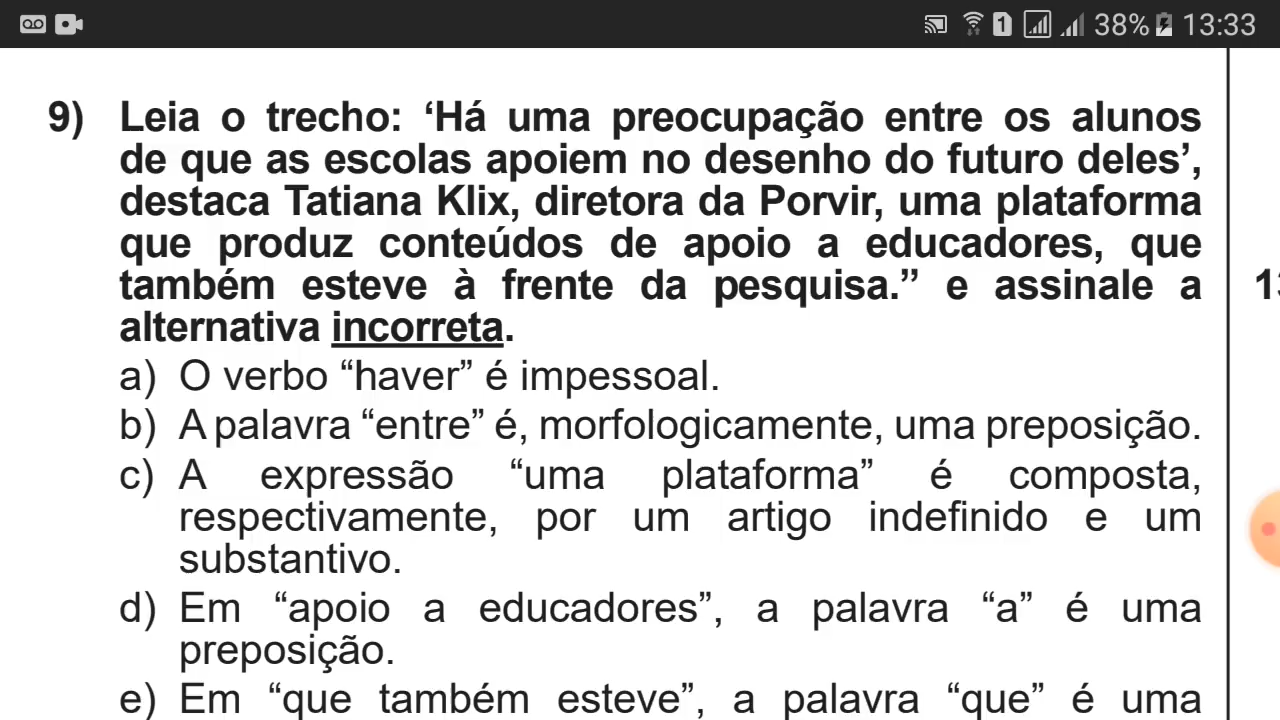 38% 13:33
9) Leia o trecho: ‘Há uma preocupação entre os alunos
de que as escolas apoiem no desenho do futuro deles’,
destaca Tatiana Klix, diretora da Porvir, uma plataforma
que produz conteúdos de apoio a educadores, que
também esteve à frente da pesquisa.” e assinale a
alternativa incorreta.
a) O verbo “haver” é impessoal.
b) A palavra “entre” é, morfologicamente, uma preposição.
c) A expressão “uma plataforma” é composta,
respectivamente, por um artigo indefinido e um
substantivo.
d) Em “apoio a educadores”, a palavra “a” é uma
preposição.
e) Em “que também esteve”, a palavra “que” é uma